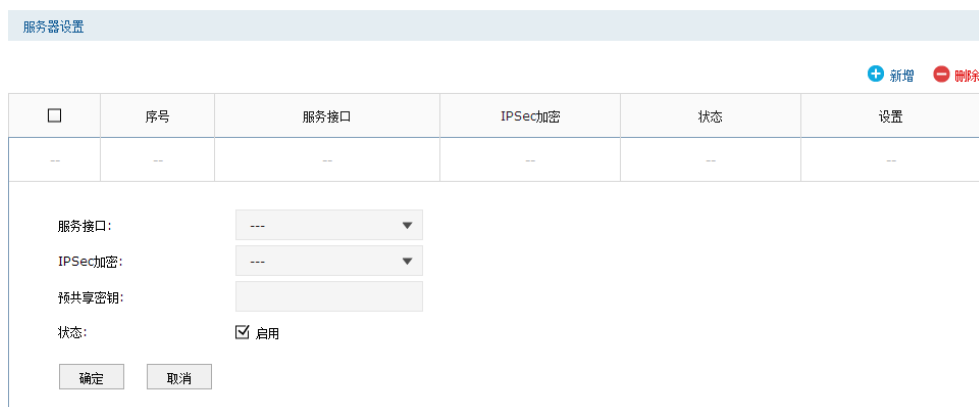 服务器设置
新增 删除
序号 服务接口 IPSec加密 状态 设置
-- -- -- -- -- --
服务接口: ---
IPSec加密: ---
预共享密钥:
状态: 启用
确定 取消